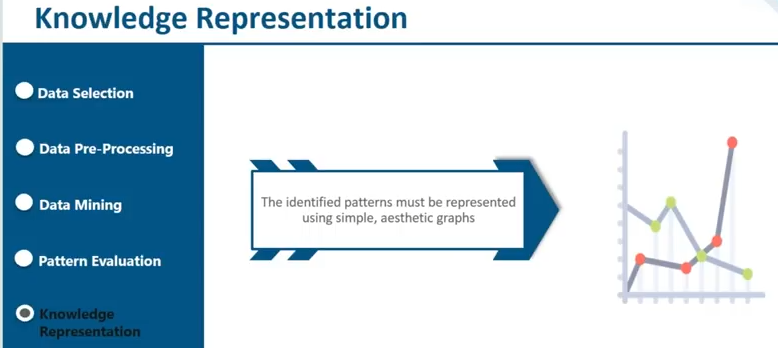 Knowledge Representation
Data Selection
Data Pre-Processing
Data Mining
Pattern Evaluation
Knowledge
Representation
The identified patterns must be represented
using simple, aesthetic graphs